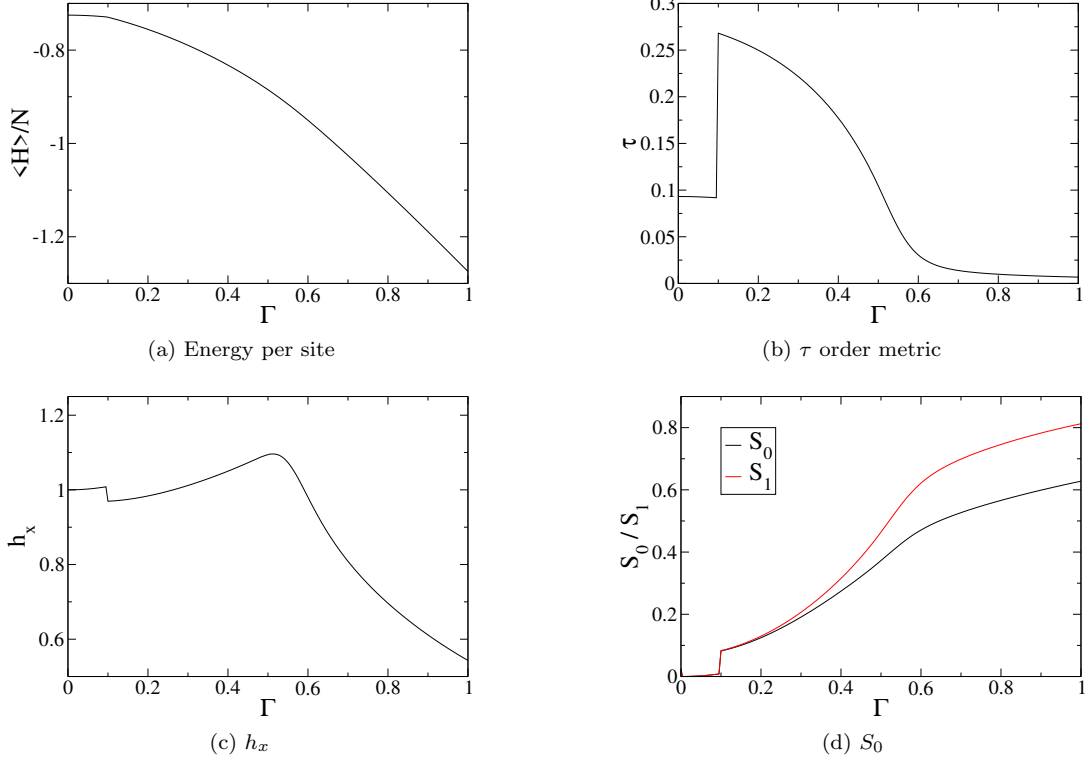 -0.8
-1
-1.2
<H>/N
0 0.2 0.4 0.6 0.8 1
Γ
(a) Energy per site
0.3
0.25
0.2
0.15
0.1
0.05
0
τ
0 0.2 0.4 0.6 0.8 1
Γ
(b) τ order metric
1.2
1
0.8
0.6
h_x
0 0.2 0.4 0.6 0.8 1
Γ
(c) h_x
0.8
0.6
0.4
0.2
0
S_0 / S_1
S_0
S_1
0 0.2 0.4 0.6 0.8 1
Γ
(d) S_0